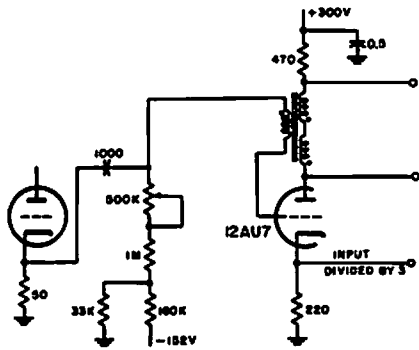 +300V
0.5
470
1000
500K
12AU7
1M
INPUT
DIVIDED BY 3
50
33K
160K
220
-152V